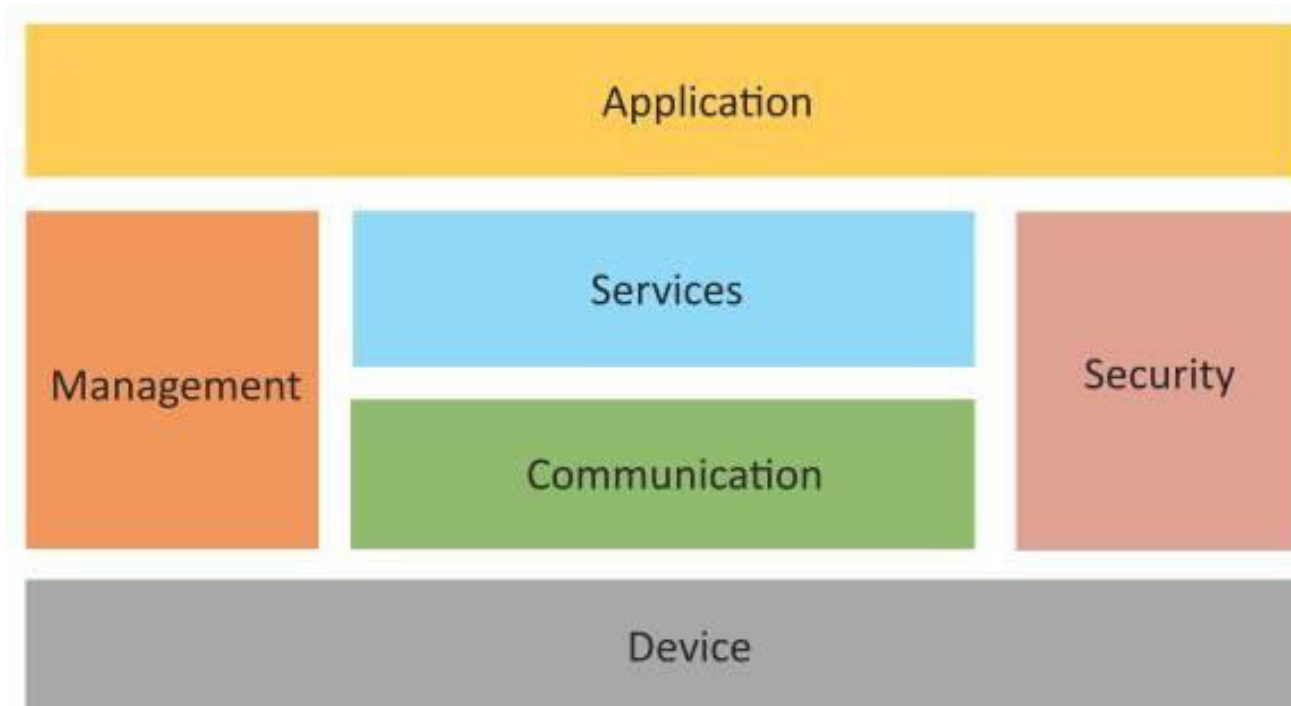 Application
Services
Management
Security
Communication
Device